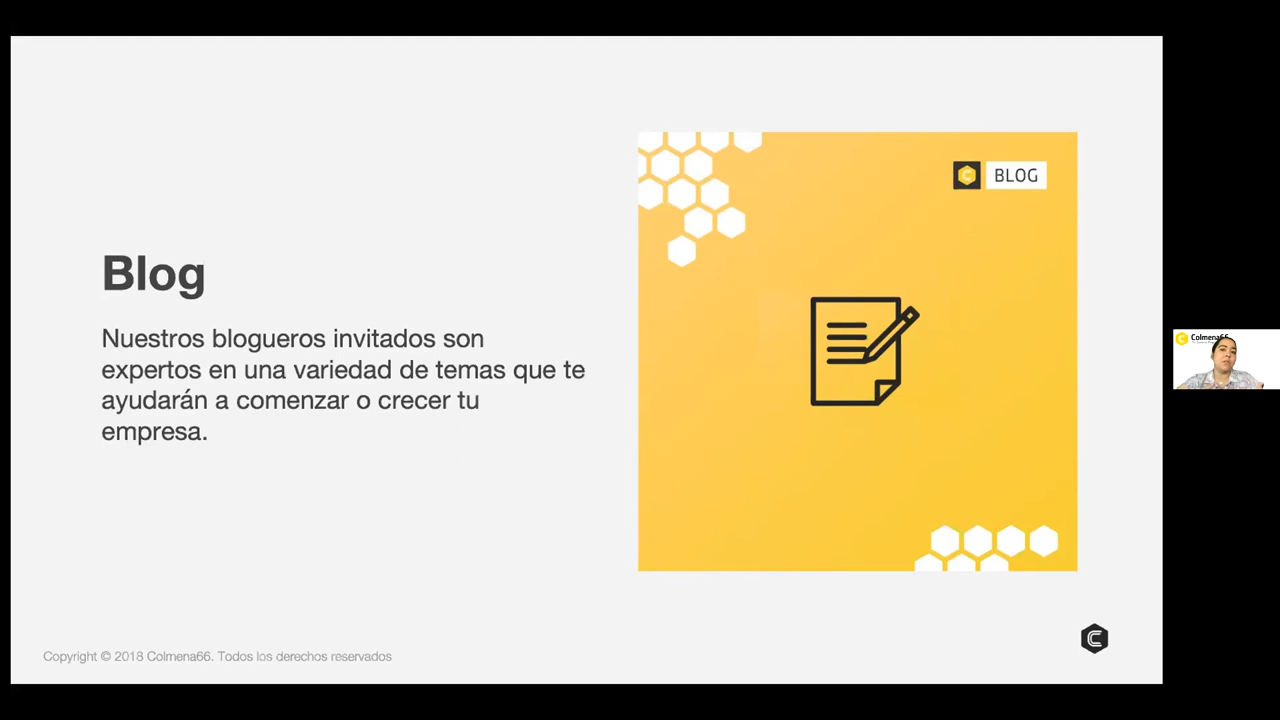 BLOG
Blog
Nuestros blogueros invitados son
expertos en una variedad de temas que te
ayudarán a comenzar o crecer tu
empresa.
Colmena66
Copyright © 2018 Colmena66. Todos los derechos reservados